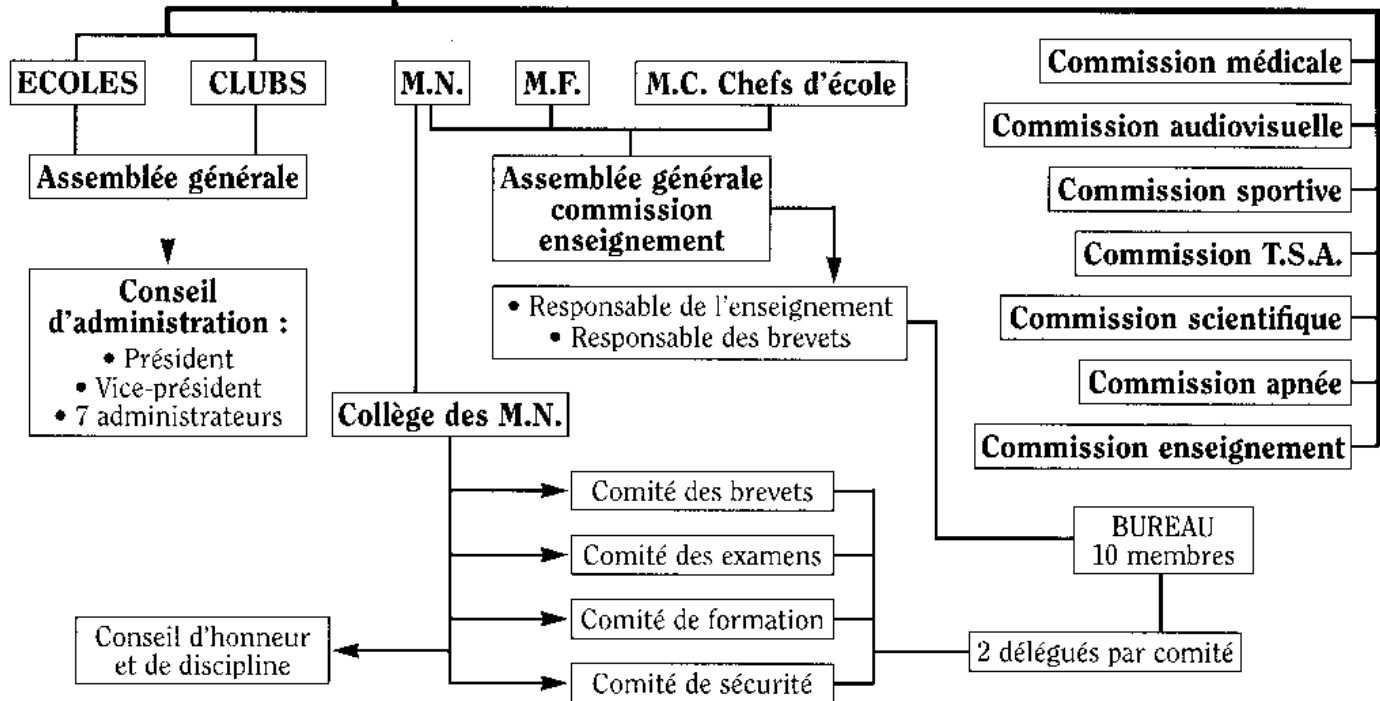 ECOLES
CLUBS
Assemblée générale
Conseil
d'administration :
• Président
• Vice-président
• 7 administrateurs
M.N.
M.F.
M.C. Chefs d'école
Assemblée générale
commission
enseignement
• Responsable de l'enseignement
• Responsable des brevets
Collège des M.N.
Comité des brevets
Comité des examens
Comité de formation
Comité de sécurité
Conseil d'honneur
et de discipline
Commission médicale
Commission audiovisuelle
Commission sportive
Commission T.S.A.
Commission scientifique
Commission apnée
Commission enseignement
BUREAU
10 membres
2 délégués par comité